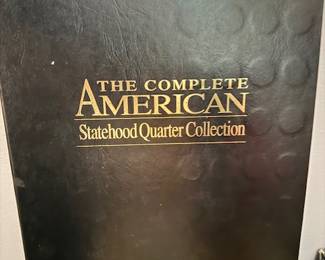 THE COMPLETE
AMERICAN
Statehood Quarter Collection